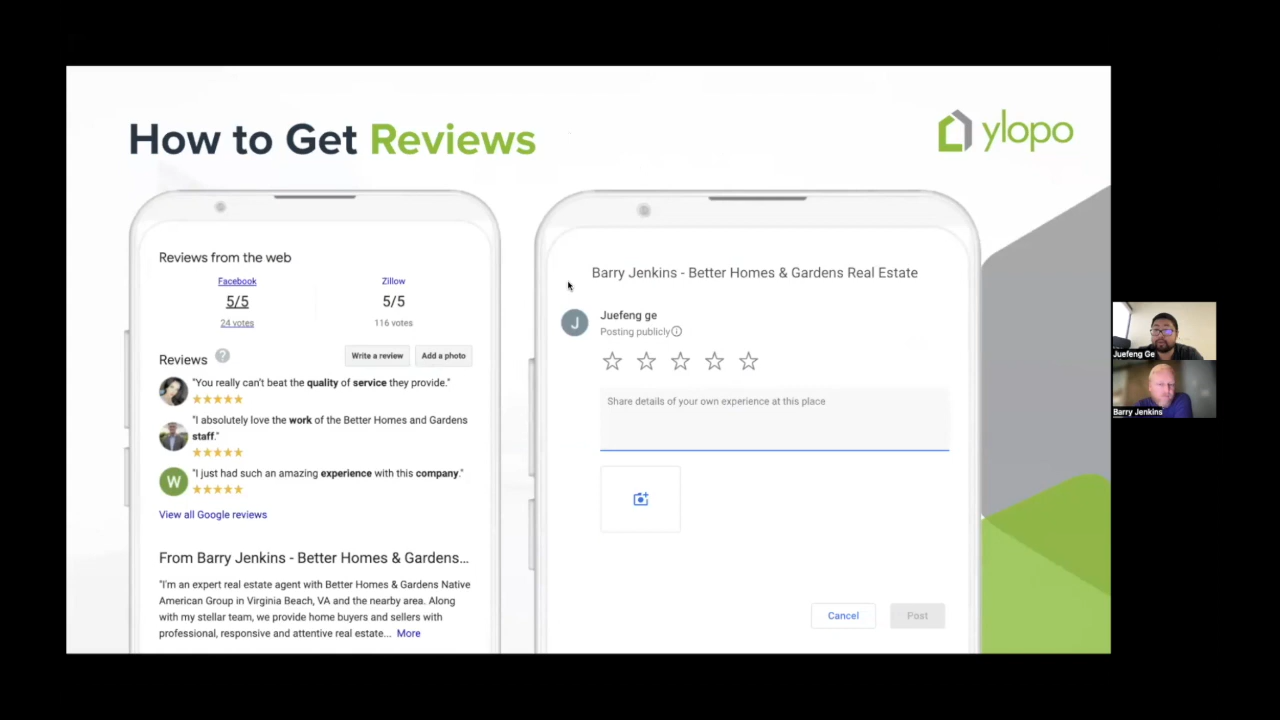 How to Get Reviews
ylopo
Reviews from the web
Facebook
Zillow
5/5
5/5
24 votes
116 votes
Reviews ?
Write a review
Add a photo
"You really can't beat the quality of service they provide."
"I absolutely love the work of the Better Homes and Gardens
staff."
W
"I just had such an amazing experience with this company."
View all Google reviews
From Barry Jenkins - Better Homes & Gardens...
"I'm an expert real estate agent with Better Homes & Gardens Native
American Group in Virginia Beach, VA and the nearby area. Along
with my stellar team, we provide home buyers and sellers with
professional, responsive and attentive real estate... More
Barry Jenkins - Better Homes & Gardens Real Estate
J
Juefeng ge
Posting publicly
Share details of your own experience at this place
Cancel
Post
Juefeng Ge
Barry Jenkins